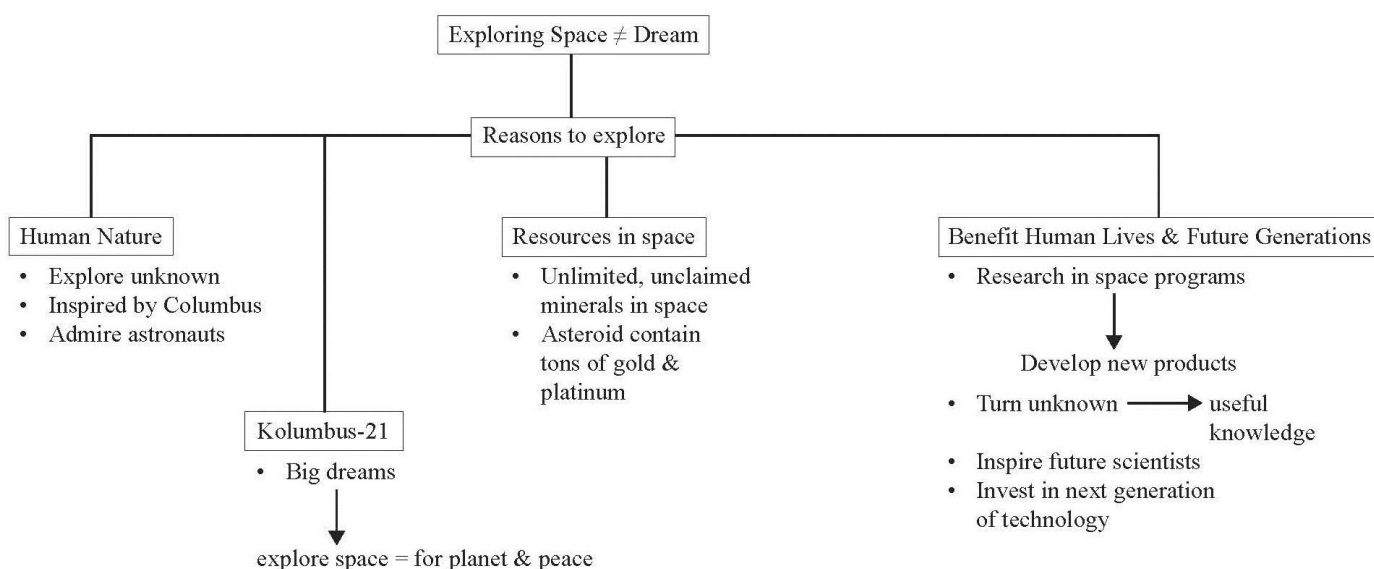 Exploring Space ≠ Dream
Reasons to explore
Human Nature
• Explore unknown
• Inspired by Columbus
• Admire astronauts
Kolumbus-21
• Big dreams
explore space = for planet & peace
Resources in space
• Unlimited, unclaimed
minerals in space
• Asteroid contain
tons of gold &
platinum
Benefit Human Lives & Future Generations
• Research in space programs
Develop new products
• Turn unknown
useful
knowledge
• Inspire future scientists
• Invest in next generation
of technology